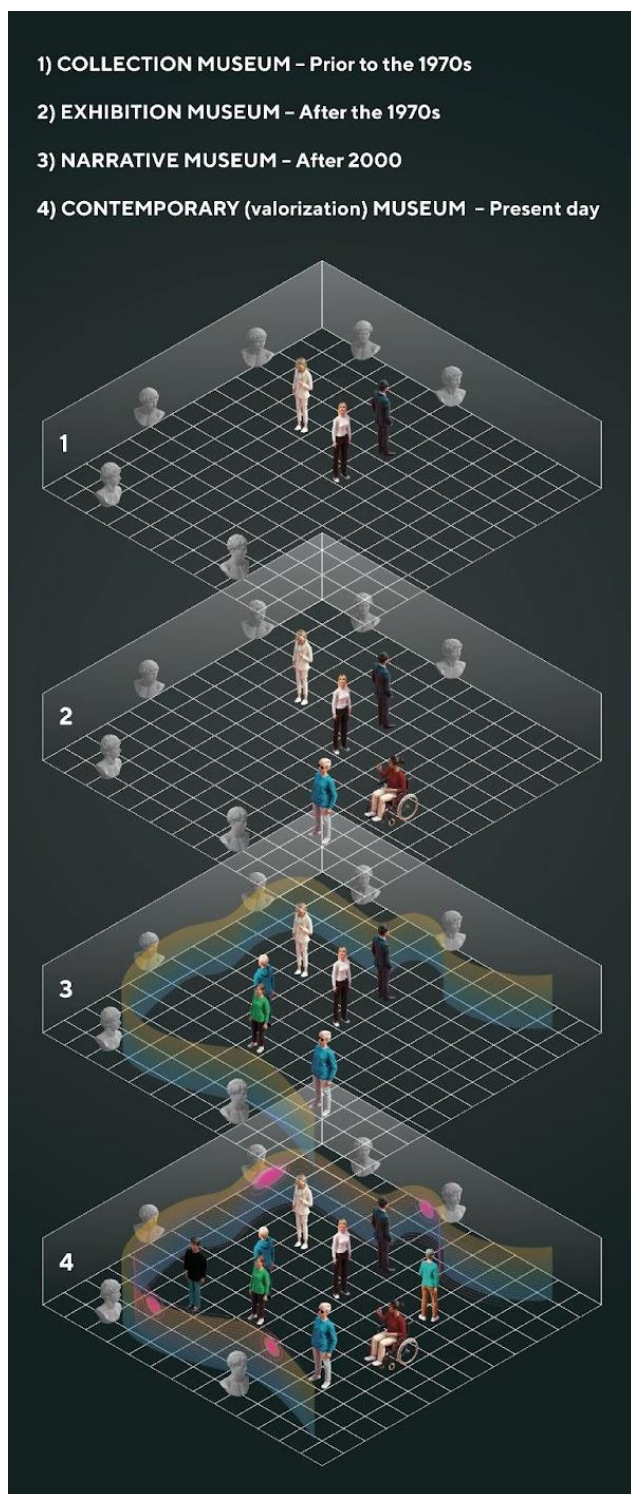 1) COLLECTION MUSEUM – Prior to the 1970s
2) EXHIBITION MUSEUM – After the 1970s
3) NARRATIVE MUSEUM – After 2000
4) CONTEMPORARY (valorization) MUSEUM – Present day
1
2
3
4